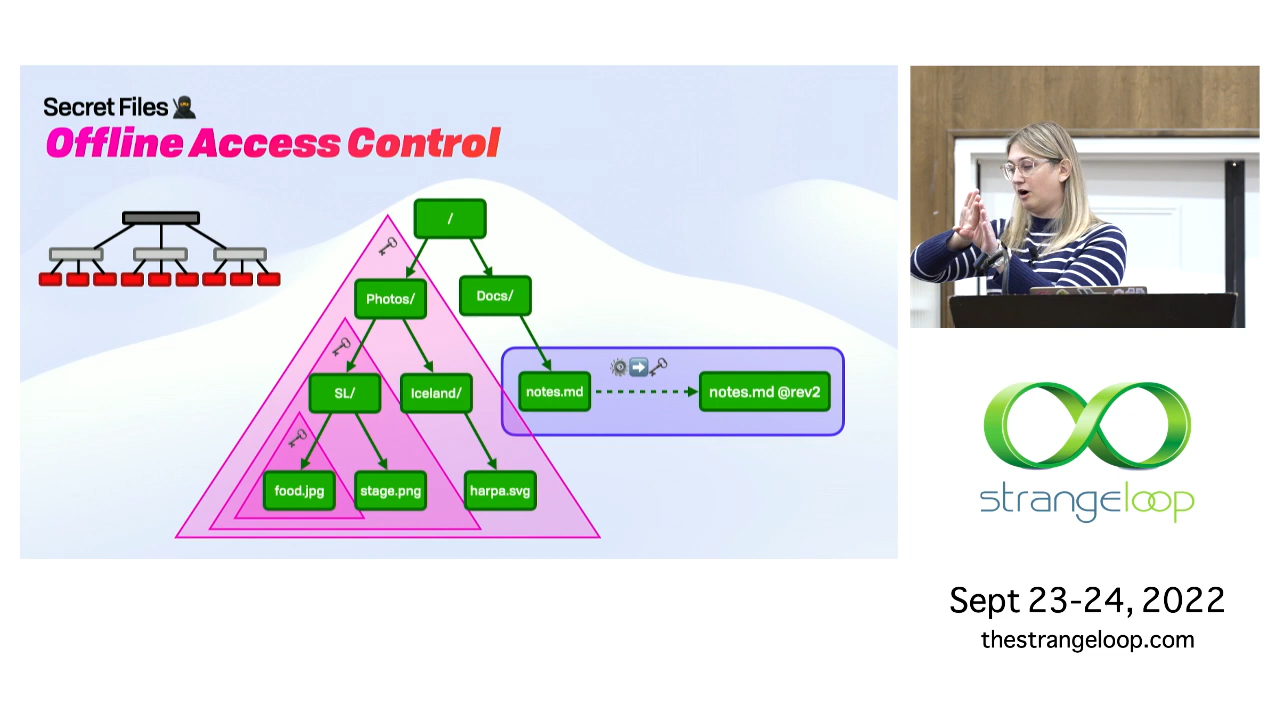 Secret Files
Offline Access Control
/
Photos/
Docs/
SL/
Iceland/
notes.md
notes.md @rev2
food.jpg
stage.png
harpa.svg
strangeloop
Sept 23-24, 2022
thestrangeloop.com